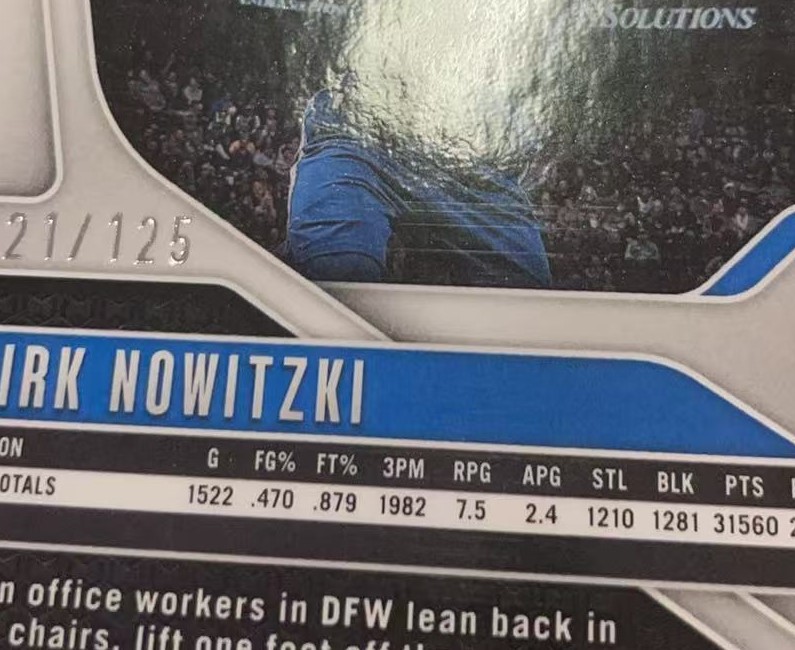 SOLUTIONS
21/125
IRK NOWITZKI
ON G FG% FT% 3PM RPG APG STL BLK PTS
OTALS 1522 .470 .879 1982 7.5 2.4 1210 1281 31560 2
n office workers in DFW lean back in
chairs, lift one foot off